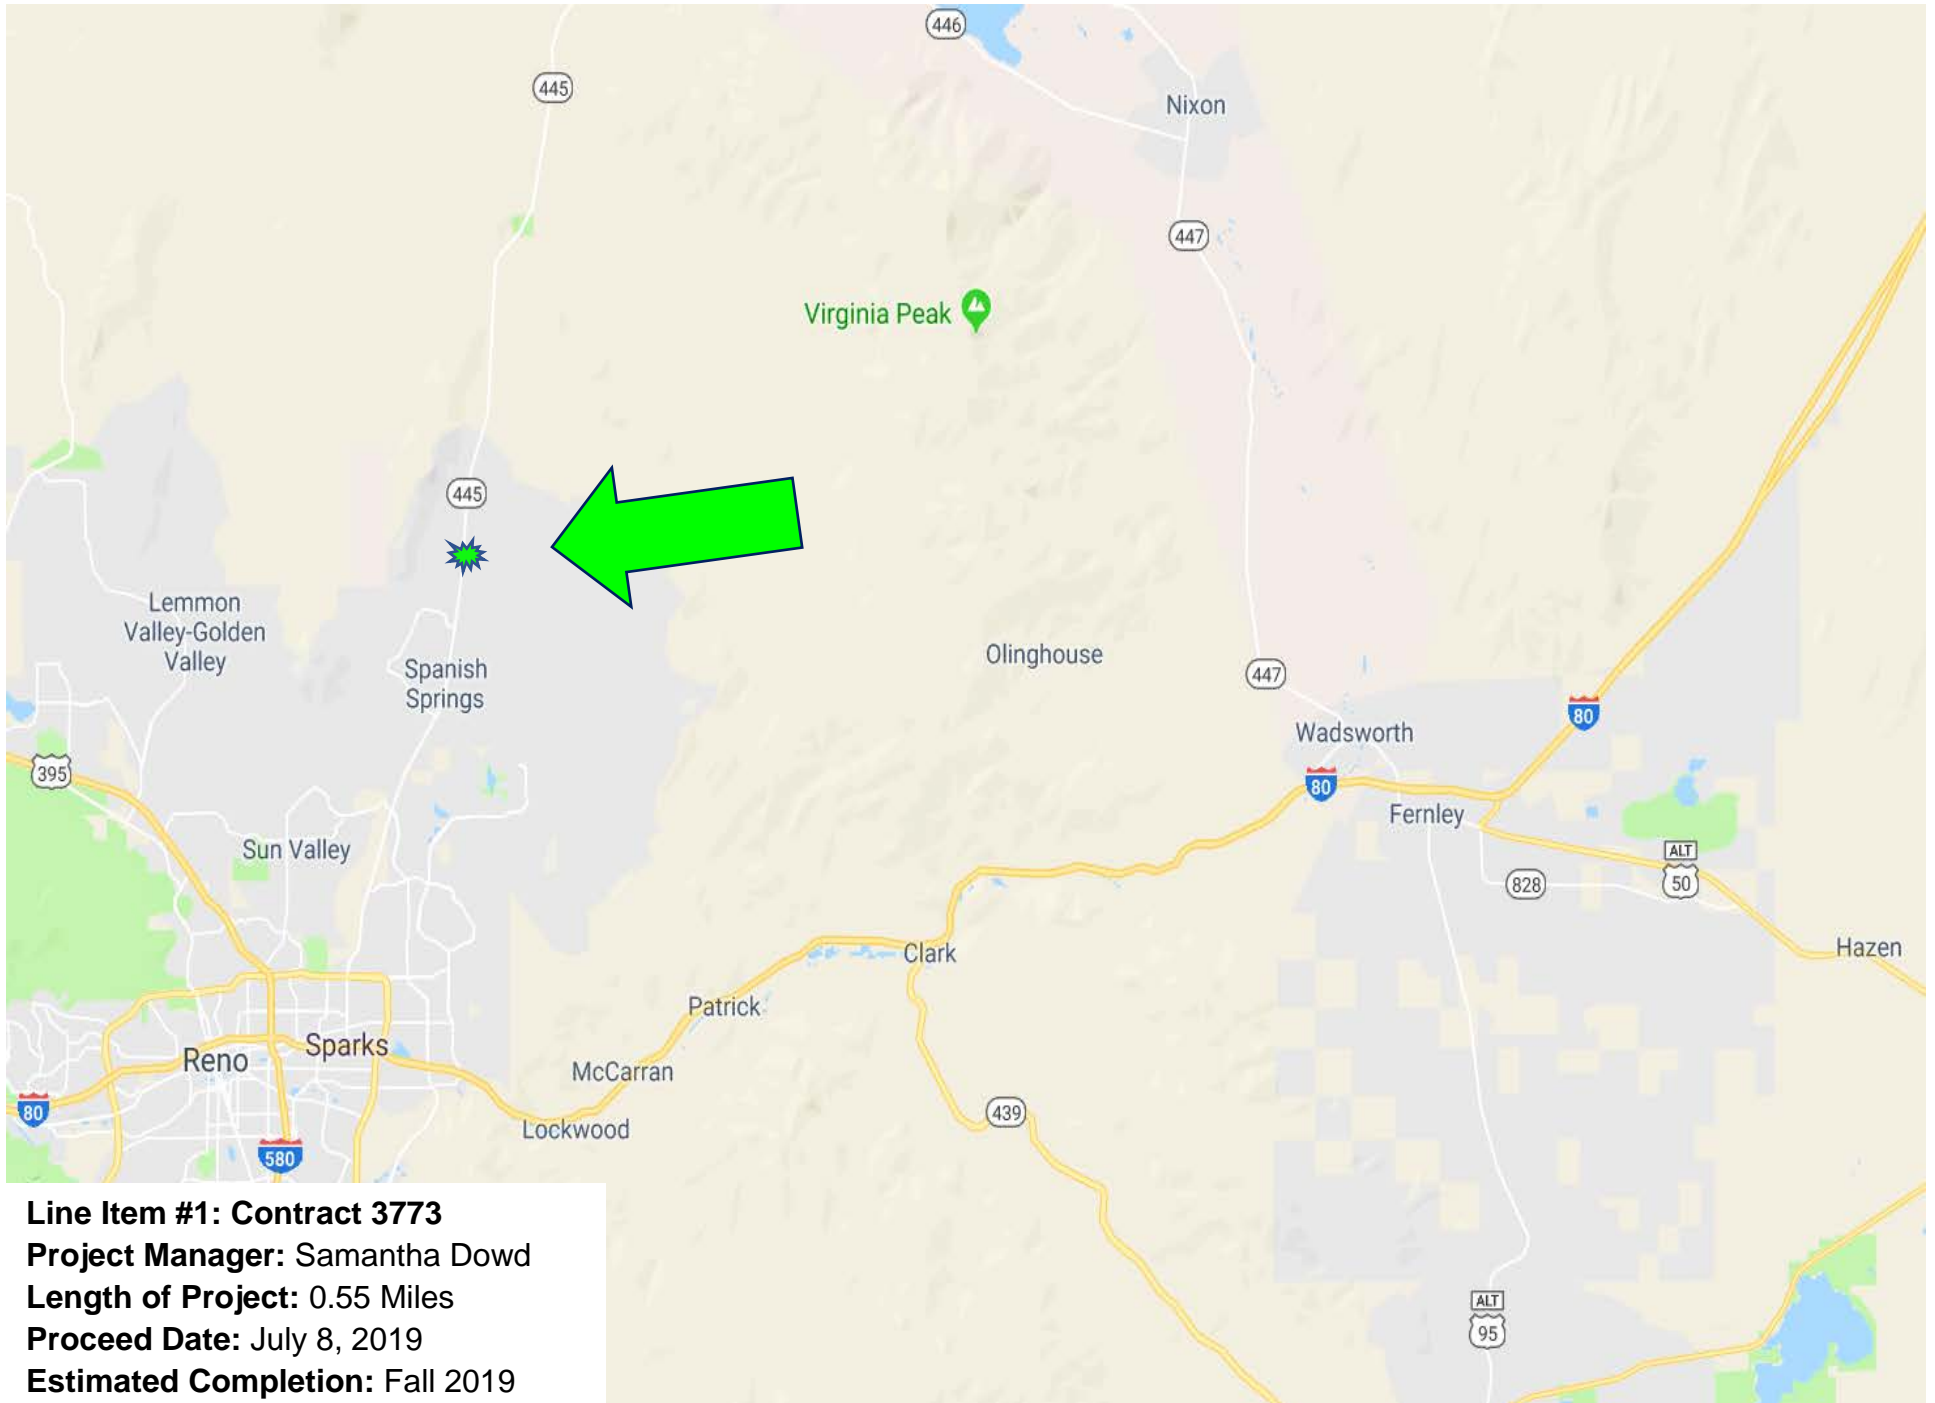 446
445
Nixon
447
Virginia Peak
445
Lemmon
Valley-Golden
Valley
Spanish
Springs
Olinghouse
447
Wadsworth
80
395
80
Fernley
Sun Valley
ALT
50
828
Clark
Hazen
Patrick
Sparks
Reno
McCarran
80
439
Lockwood
580
ALT
95
Line Item #1: Contract 3773
Project Manager: Samantha Dowd
Length of Project: 0.55 Miles
Proceed Date: July 8, 2019
Estimated Completion: Fall 2019